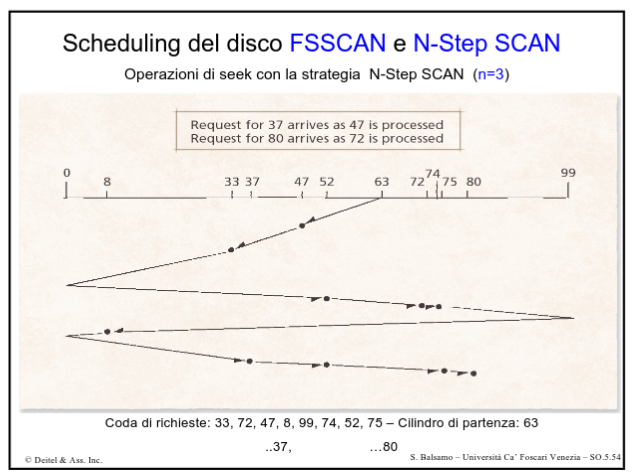 Scheduling del disco FSSCAN e N-Step SCAN
Operazioni di seek con la strategia N-Step SCAN (n=3)
Request for 37 arrives as 47 is processed
Request for 80 arrives as 72 is processed
0 8 33 37 47 52 63 72 74 75 80 99
Coda di richieste: 33, 72, 47, 8, 99, 74, 52, 75 – Cilindro di partenza: 63
..37, ...80
© Deitel & Ass. Inc. S. Balsamo – Università Ca' Foscari Venezia – SO.5.54